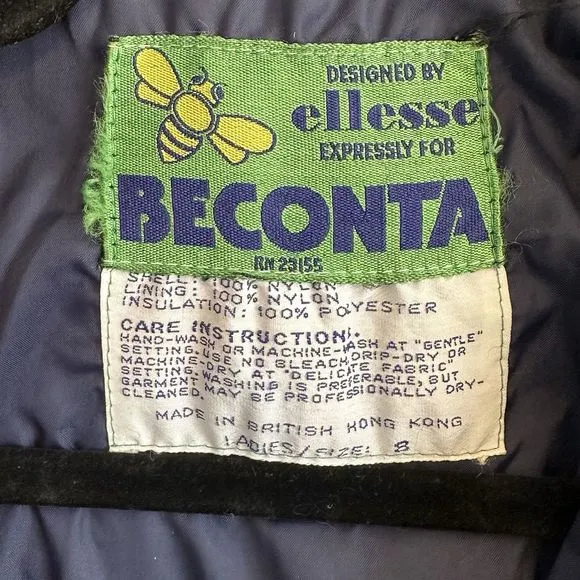 DESIGNED BY
ellesse
EXPRESSLY FOR
BECONTA
RN 23155
SHELL: 100% NYLON
LINING: 100% NYLON
INSULATION: 100% POLYESTER
CARE INSTRUCTION:
HAND-WASH OR MACHINE-WASH AT "GENTLE"
SETTING. USE NO BLEACH. DRIP-DRY OR
MACHINE-DRY AT "DELICATE FABRIC"
SETTING. WASHING IS PREFERABLE, BUT
GARMENT MAY BE PROFESSIONALLY DRY-
CLEANED.
MADE IN BRITISH HONG KONG
LADIES/SIZE: 8